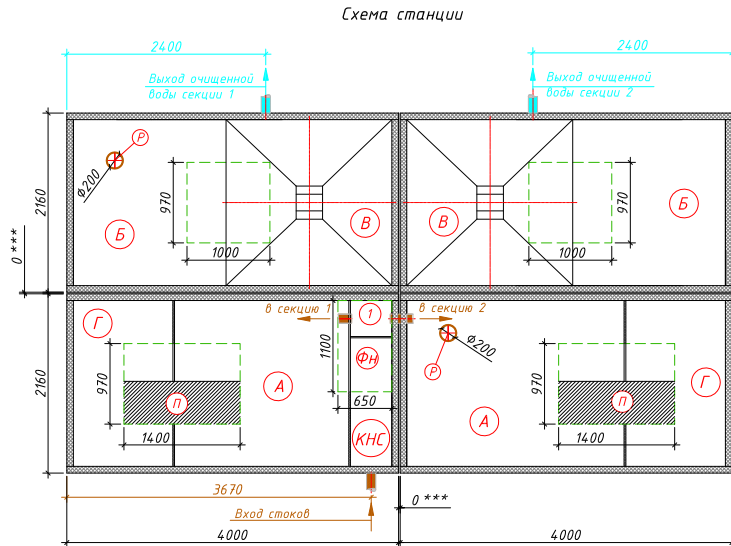 Схема станции
2400
2400
Выход очищенной
воды секции 1
Выход очищенной
воды секции 2
Р
Ф200
970
1000
В
Б
2160
0 ***
В
970
1000
Б
Г
в секцию 1
1
в секцию 2
1100
Фн
Ф200
Р
970
П
1400
А
650
КНС
2160
А
970
П
1400
Г
3670
Вход стоков
0 ***
4000
4000